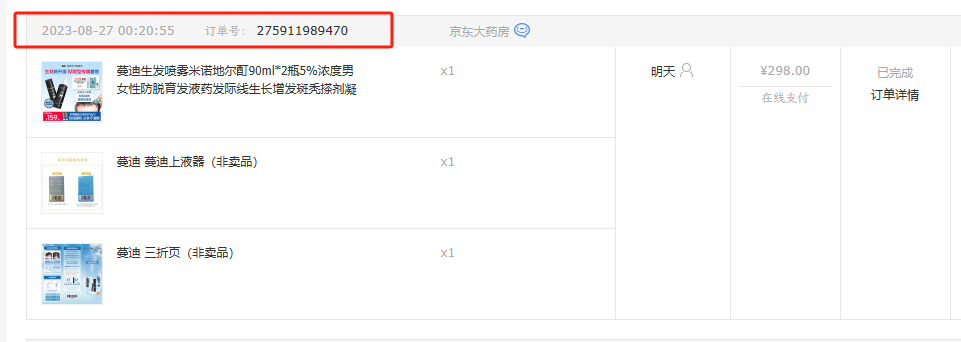 2023-08-27 00:20:55 订单号: 275911989470 京东大药房
蔓迪生发喷雾米诺地尔酊90ml*2瓶5%浓度男
女性防脱育发液药发际线生长增发斑秃搽剂凝
x1
明天
¥298.00
在线支付
已完成
订单详情
159
蔓迪 蔓迪上液器（非卖品）
x1
蔓迪 三折页（非卖品）
x1